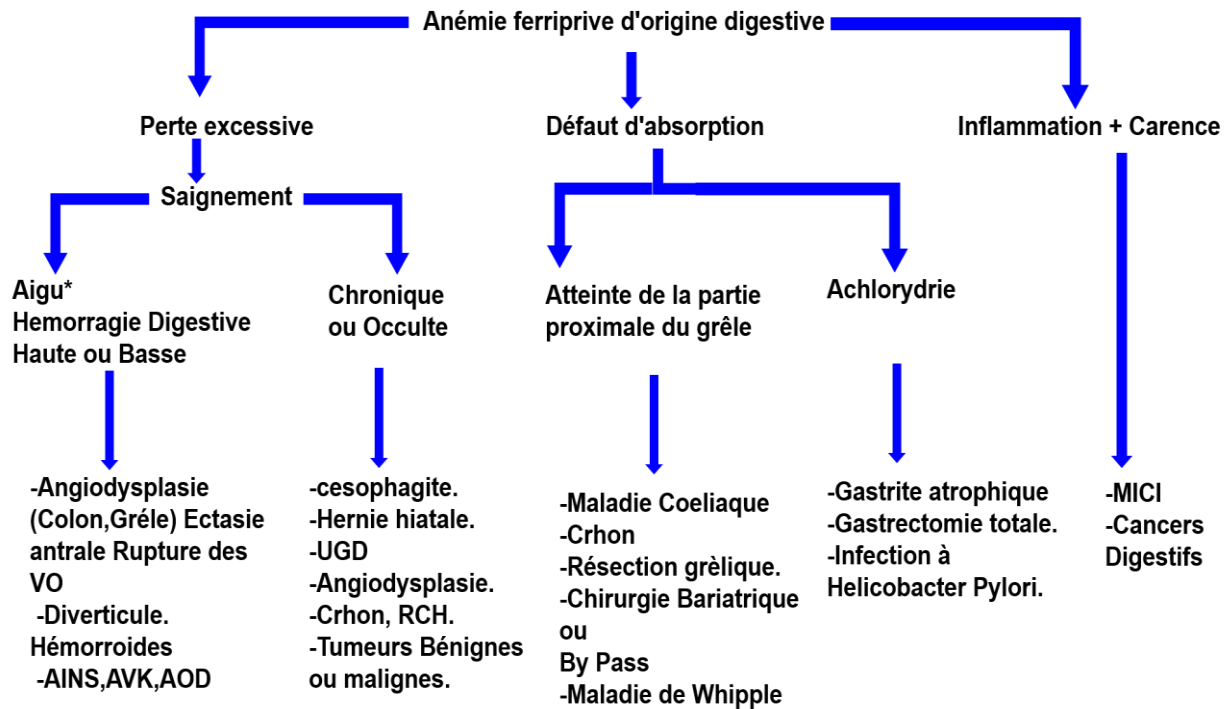 Anémie ferriprive d'origine digestive
Perte excessive
Défaut d'absorption
Inflammation + Carence
Saignement
Aigu*
Hemorragie Digestive
Haute ou Basse
Chronique
ou Occulte
Atteinte de la partie
proximale du grêle
Achlorydrie
-Angiodysplasie
(Colon,Gréle) Ectasie
antrale Rupture des
VO
-Diverticule.
Hémorroides
-AINS,AVK,AOD
-cesophagite.
-Hernie hiatale.
-UGD
-Angiodysplasie.
-Crhon, RCH.
-Tumeurs Bénignes
ou malignes.
-Maladie Coeliaque
-Crhon
-Résection grèlique.
-Chirurgie Bariatrique
ou
By Pass
-Maladie de Whipple
-Gastrite atrophique
-Gastrectomie totale.
-Infection à
Helicobacter Pylori.
-MICI
-Cancers
Digestifs